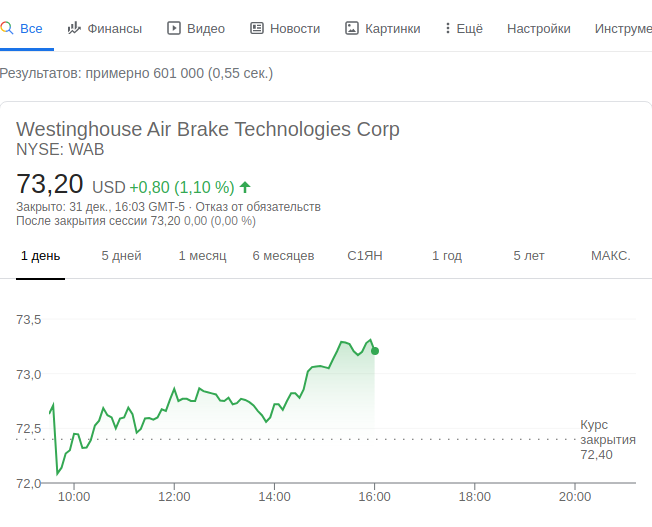 Все Финансы Видео Новости Картинки Ещё Настройки
Результатов: примерно 601 000 (0,55 сек.)
Westinghouse Air Brake Technologies Corp
NYSE: WAB
73,20 USD +0,80 (1,10 %)
Закрыто: 31 дек., 16:03 GMT-5 · Отказ от обязательств
После закрытия сессии 73,20 0,00 (0,00 %)
1 день 5 дней 1 месяц 6 месяцев С1ЯН 1 год 5 лет МАКС.
73,5
73,0
72,5
72,0
Курс
закрытия
72,40
10:00 12:00 14:00 16:00 18:00 20:00